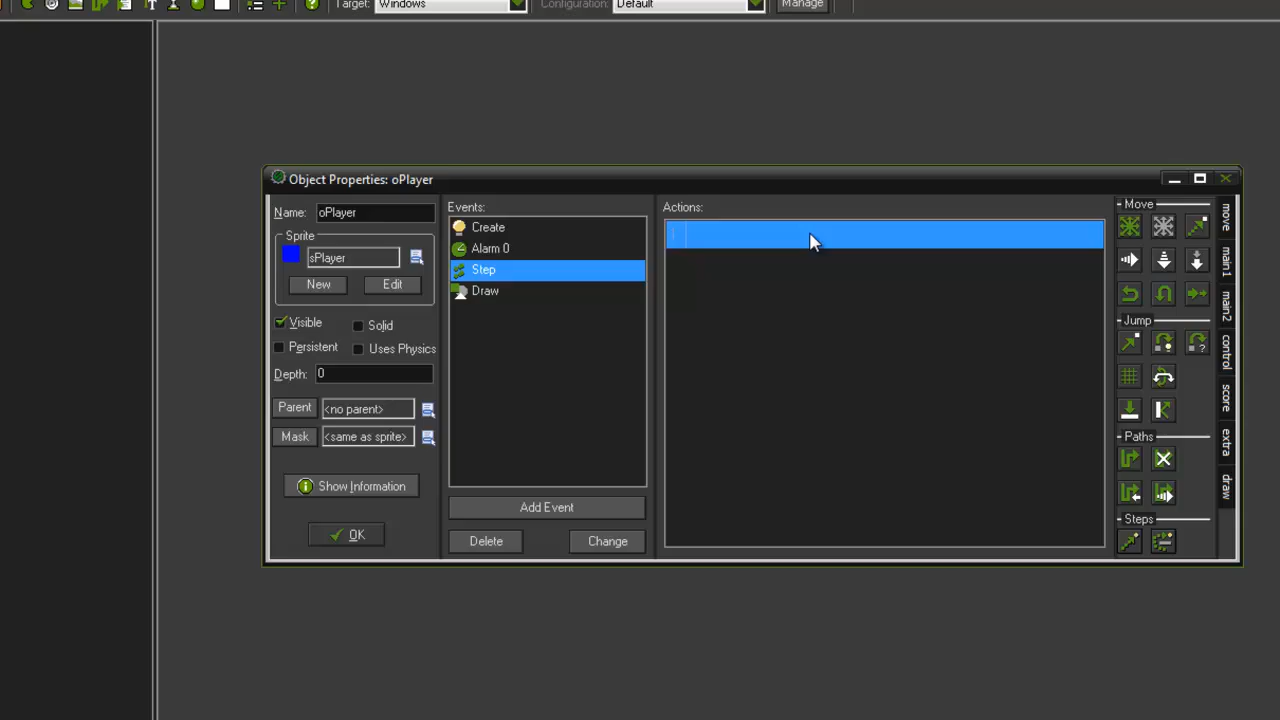 Target: Windows Configuration: Default Manage
Object Properties: oPlayer
Name: oPlayer
Sprite
sPlayer
New Edit
Visible Solid
Persistent Uses Physics
Depth: 0
Parent <no parent>
Mask <same as sprite>
Show Information
OK
Events:
Create
Alarm 0
Step
Draw
Add Event
Delete Change
Actions:
Move
Jump
Paths
Steps
move
main1
main2
control
score
extra
draw